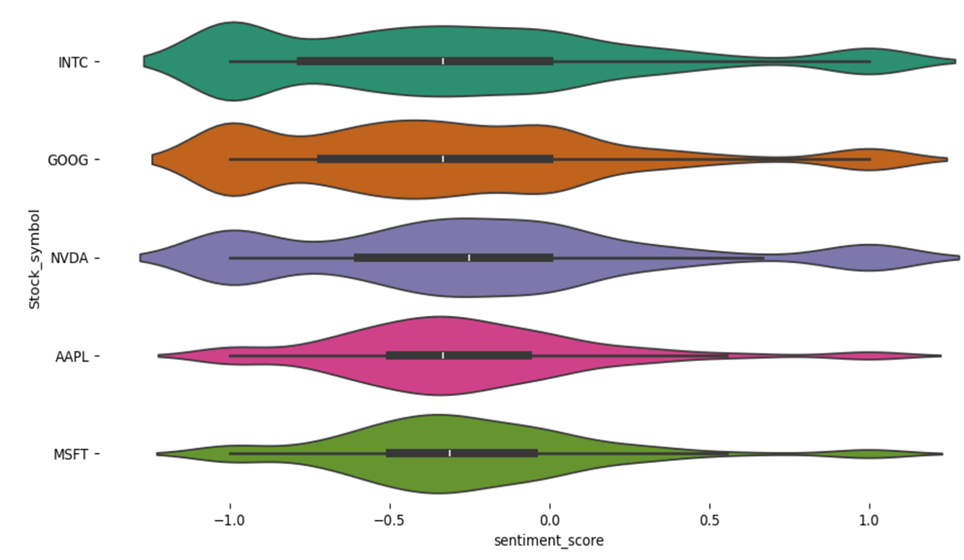 INTC
GOOG
NVDA
AAPL
MSFT
Stock_symbol
−1.0 −0.5 0.0 0.5 1.0
sentiment_score